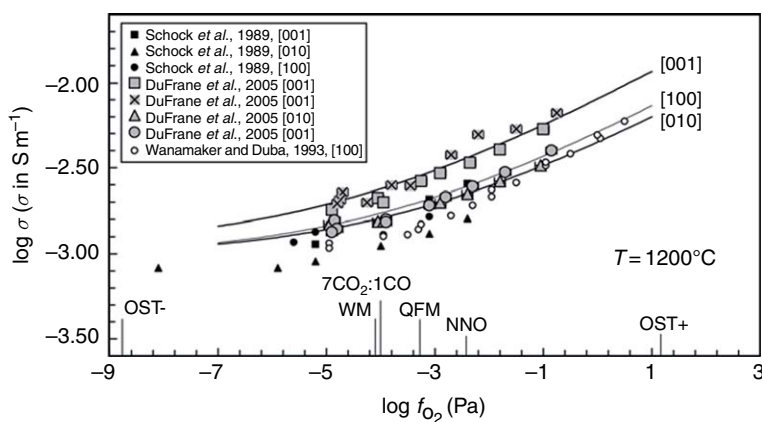 Schock et al., 1989, [001]
Schock et al., 1989, [010]
Schock et al., 1989, [100]
DuFrane et al., 2005 [001]
DuFrane et al., 2005 [001]
DuFrane et al., 2005 [010]
DuFrane et al., 2005 [001]
Wanamaker and Duba, 1993, [100]
[001]
[100]
[010]
−2.00
−2.50
−3.00
−3.50
log σ (σ in S m−1)
T = 1200°C
7CO2:1CO
OST-
WM
QFM
NNO
OST+
−9 −7 −5 −3 −1 1 3
log fO2 (Pa)